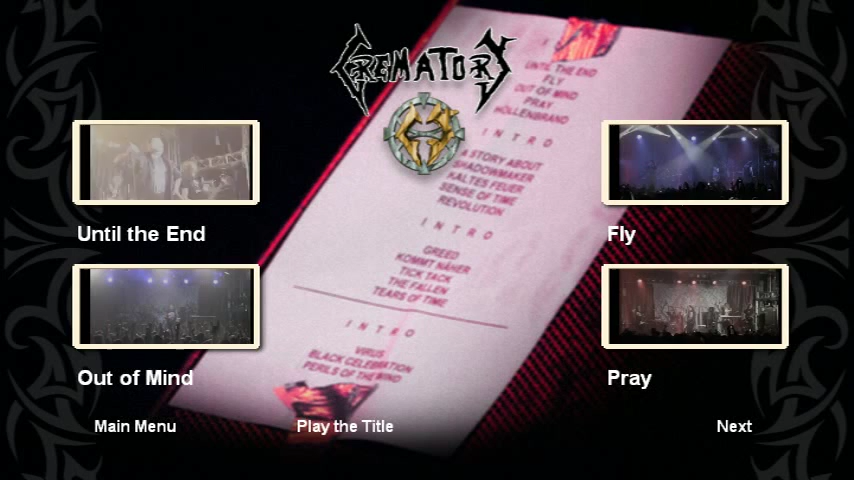 CREMATORY
INTRO
UNTIL THE END
FLY
OUT OF MIND
PRAY
HÖLLENBRAND
INTRO
A STORY ABOUT
SHADOWMAKER
KALTES FEUER
SENSE OF TIME
REVOLUTION
INTRO
GREED
KOMMT NÄHER
TICK TACK
THE FALLEN
TEARS OF TIME
INTRO
VIRUS
BLACK CELEBRATION
PERILS OF THE WIND
Until the End
Fly
Out of Mind
Pray
Main Menu
Play the Title
Next